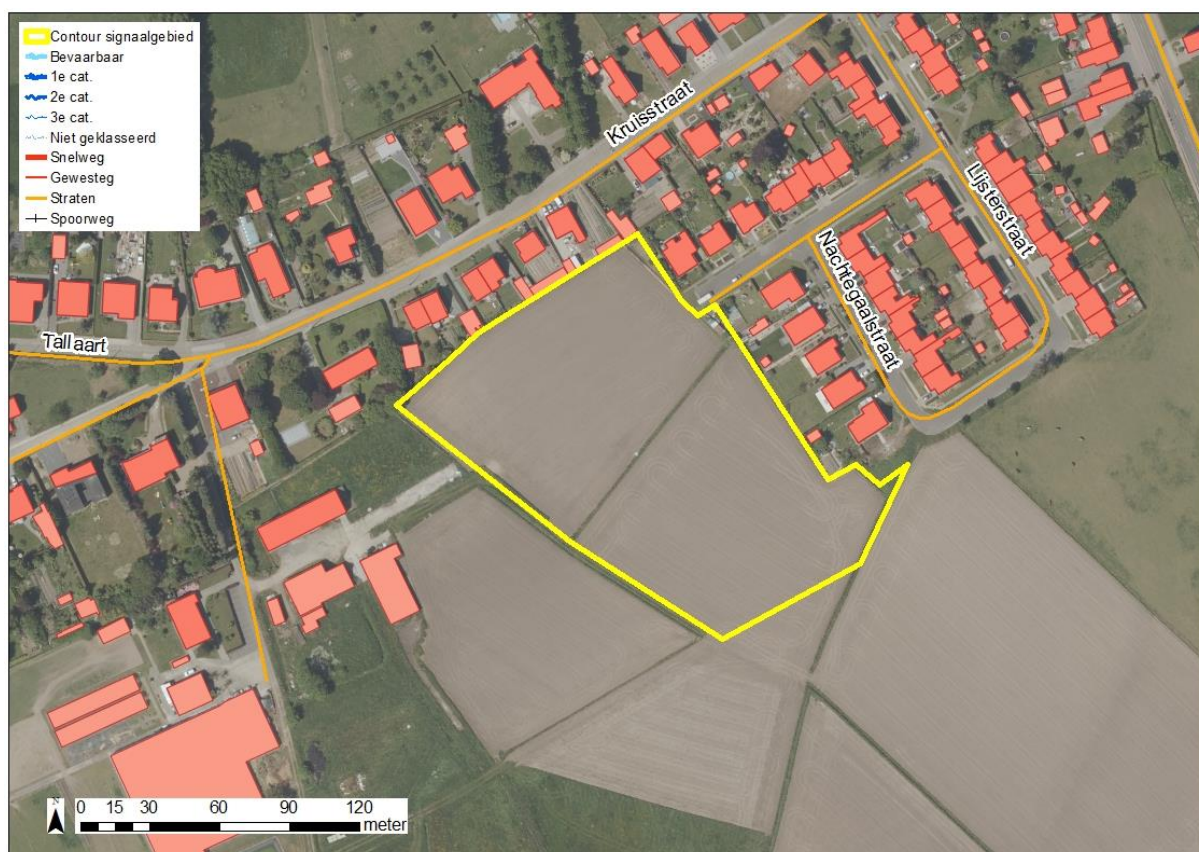 Contour signaalgebied
Bevaarbaar
1e cat.
2e cat.
3e cat.
Niet geklasseerd
Snelweg
Gewesteg
Straten
Spoorweg
Kruisstraat
Lijsterstraat
Nachtegaalstraat
Tallaart
N
0 15 30 60 90 120
meter